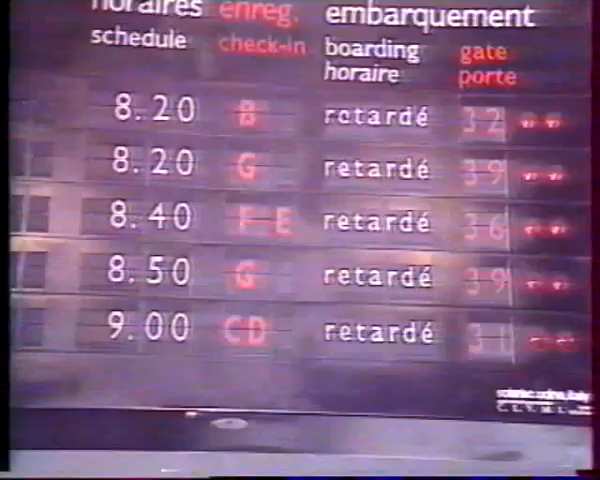 horaires enreg. embarquement
schedule check-in boarding gate
horaire porte
8.20 B retardé 32
8.20 G retardé 39
8.40 F E retardé 36
8.50 G retardé 39
9.00 CD retardé 31